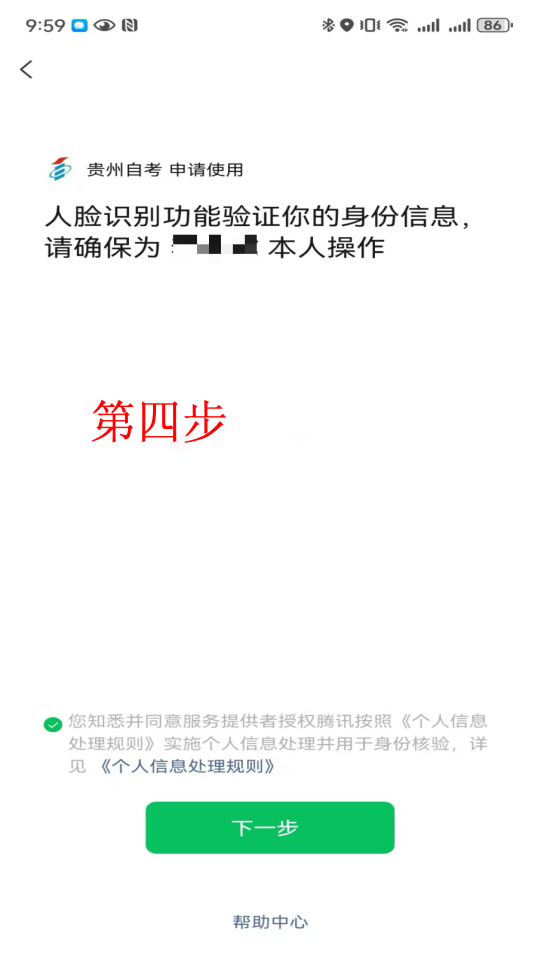 9:59
86
贵州自考 申请使用
人脸识别功能验证你的身份信息，
请确保为 本人操作
第四步
您知悉并同意服务提供者授权腾讯按照《个人信息
处理规则》实施个人信息处理并用于身份核验，详
见 《个人信息处理规则》
下一步
帮助中心